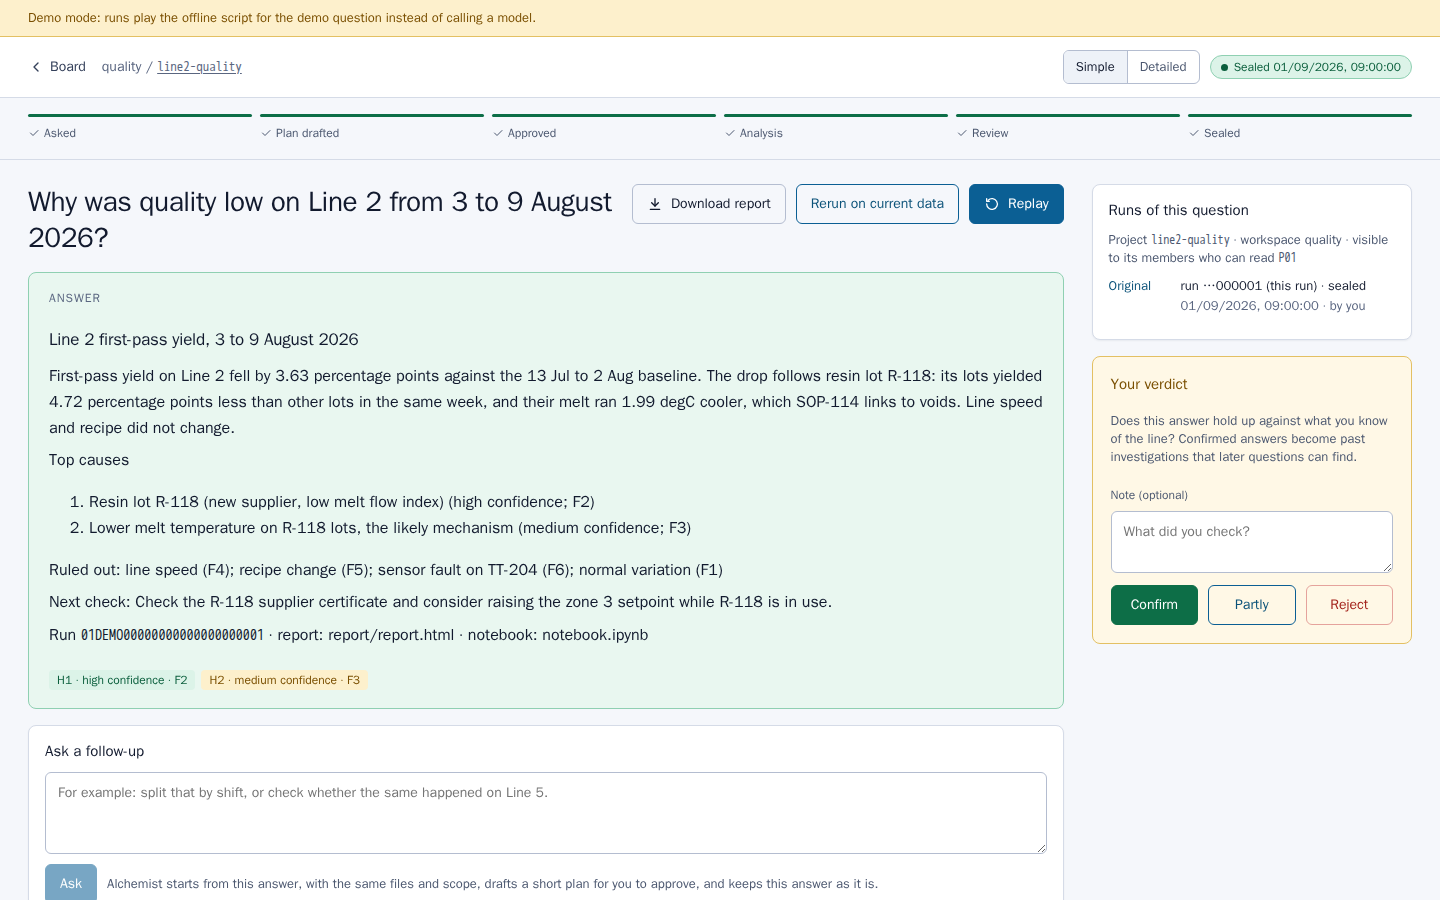 Demo mode: runs play the offline script for the demo question instead of calling a model.
Board quality / line2-quality
Simple Detailed Sealed 01/09/2026, 09:00:00
Asked Plan drafted Approved Analysis Review Sealed
Why was quality low on Line 2 from 3 to 9 August 2026?
Download report Rerun on current data Replay
ANSWER
Line 2 first-pass yield, 3 to 9 August 2026
First-pass yield on Line 2 fell by 3.63 percentage points against the 13 Jul to 2 Aug baseline. The drop follows resin lot R-118: its lots yielded
4.72 percentage points less than other lots in the same week, and their melt ran 1.99 degC cooler, which SOP-114 links to voids. Line speed
and recipe did not change.
Top causes
1. Resin lot R-118 (new supplier, low melt flow index) (high confidence; F2)
2. Lower melt temperature on R-118 lots, the likely mechanism (medium confidence; F3)
Ruled out: line speed (F4); recipe change (F5); sensor fault on TT-204 (F6); normal variation (F1)
Next check: Check the R-118 supplier certificate and consider raising the zone 3 setpoint while R-118 is in use.
Run 01DEMO00000000000000000001 · report: report/report.html · notebook: notebook.ipynb
H1 · high confidence · F2 H2 · medium confidence · F3
Ask a follow-up
For example: split that by shift, or check whether the same happened on Line 5.
Ask Alchemist starts from this answer, with the same files and scope, drafts a short plan for you to approve, and keeps this answer as it is.
Runs of this question
Project line2-quality · workspace quality · visible
to its members who can read P01
Original run ···000001 (this run) · sealed
01/09/2026, 09:00:00 · by you
Your verdict
Does this answer hold up against what you know
of the line? Confirmed answers become past
investigations that later questions can find.
Note (optional)
What did you check?
Confirm Partly Reject